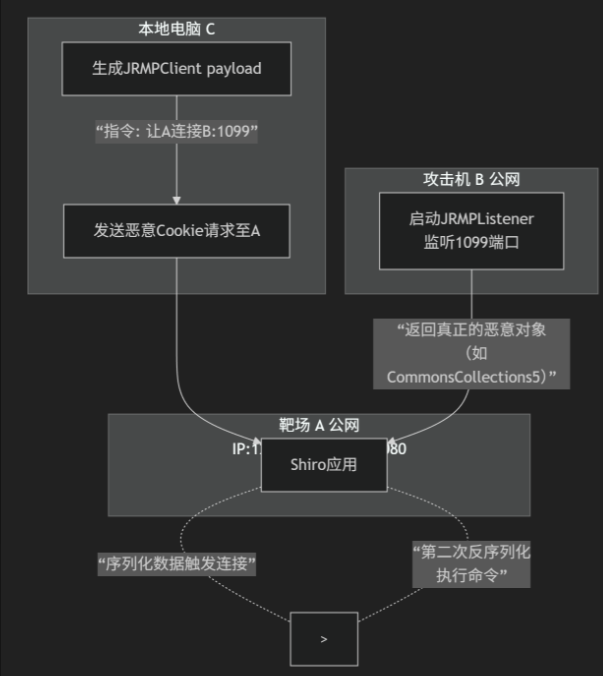 本地电脑 C
生成JRMPClient payload
“指令: 让A连接B:1099”
发送恶意Cookie请求至A
攻击机 B 公网
启动JRMPListener
监听1099端口
“返回真正的恶意对象
（如
CommonsCollections5）”
靶场 A 公网
Shiro应用
“序列化数据触发连接”
“第二次反序列化
执行命令”
>